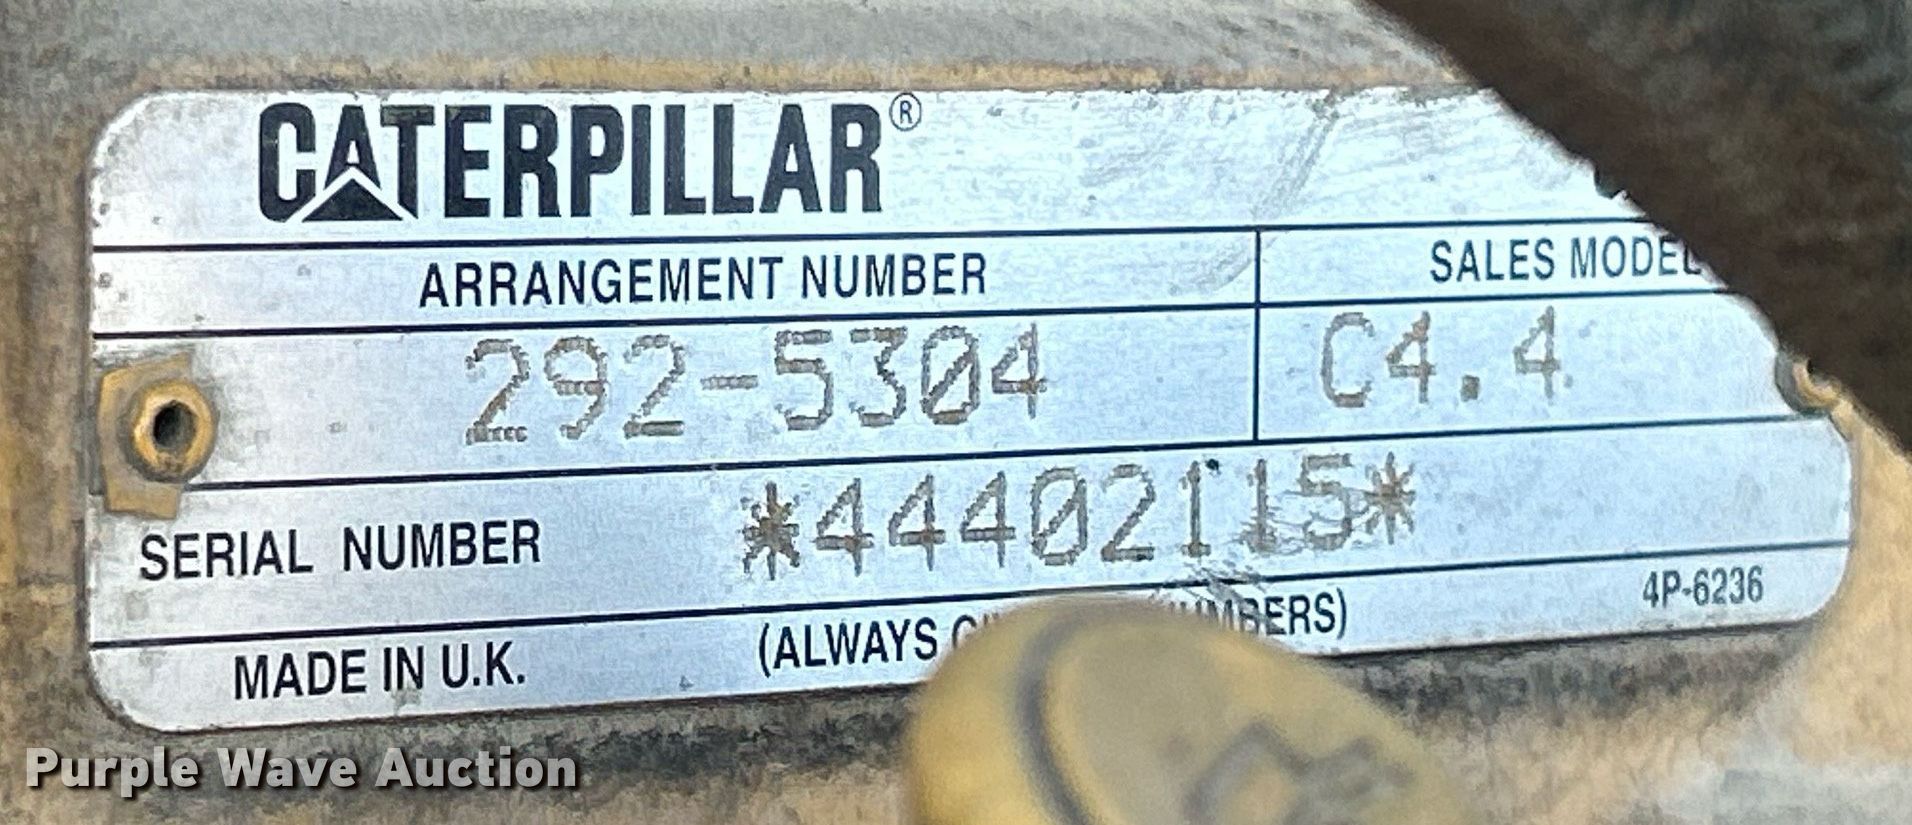 CATERPILLAR®
ARRANGEMENT NUMBER SALES MODEL
292-5304 C4.4
SERIAL NUMBER *44402115*
MADE IN U.K. (ALWAYS 4P-6236
Purple Wave Auction